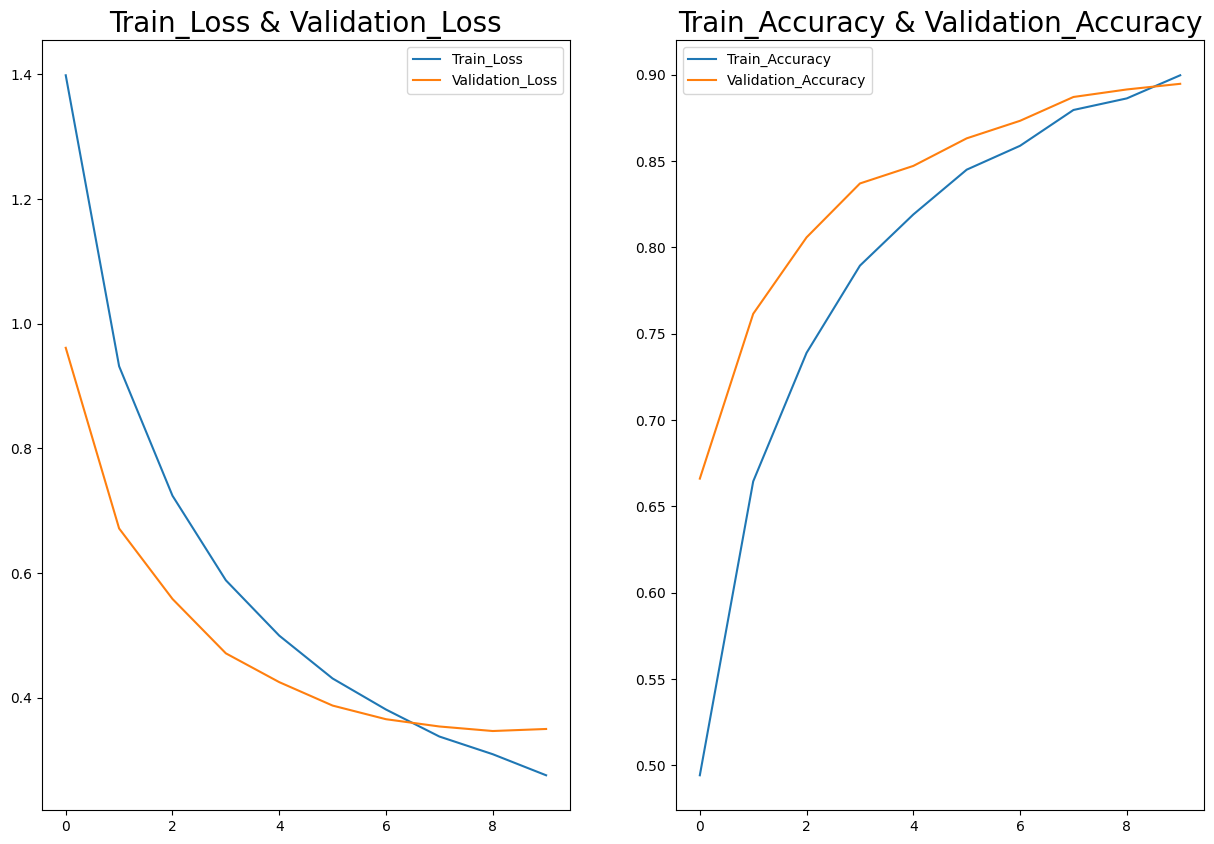 Train_Loss & Validation_Loss
Train_Loss
Validation_Loss
1.4
1.2
1.0
0.8
0.6
0.4
0 2 4 6 8
Train_Accuracy & Validation_Accuracy
Train_Accuracy
Validation_Accuracy
0.90
0.85
0.80
0.75
0.70
0.65
0.60
0.55
0.50
0 2 4 6 8